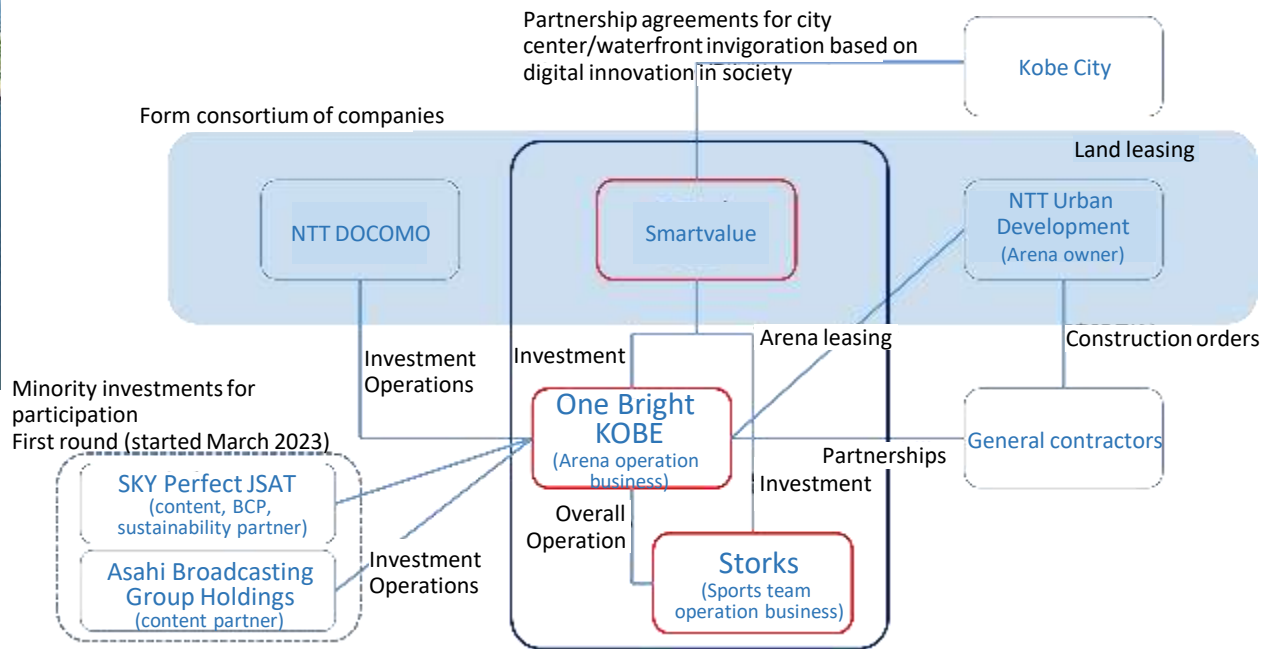 Partnership agreements for city
center/waterfront invigoration based on
digital innovation in society
Kobe City
Form consortium of companies
Land leasing
NTT DOCOMO
Smartvalue
NTT Urban
Development
(Arena owner)
Investment
Operations
Investment
Arena leasing
Construction orders
Minority investments for
participation
First round (started March 2023)
One Bright
KOBE
(Arena operation
business)
General contractors
Partnerships
SKY Perfect JSAT
(content, BCP,
sustainability partner)
Investment
Overall
Operation
Asahi Broadcasting
Group Holdings
(content partner)
Investment
Operations
Storks
(Sports team
operation business)